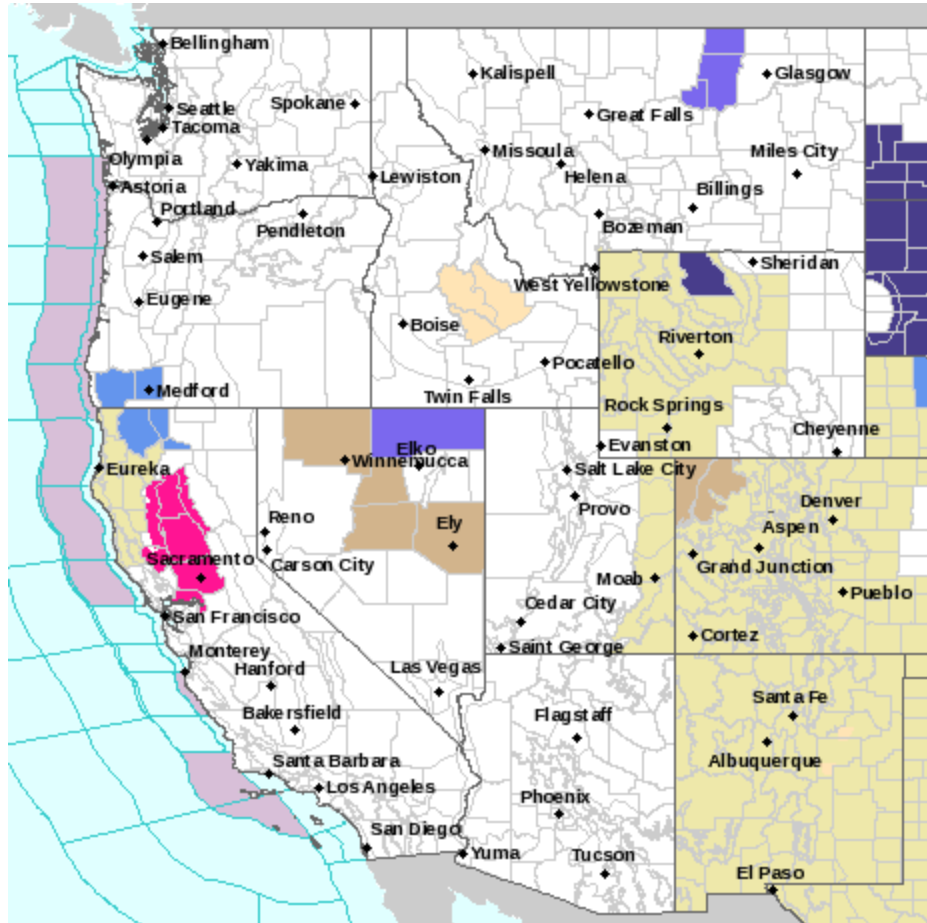 Bellingham
Kalispell
Glasgow
Seattle
Spokane
Great Falls
Tacoma
Olympia
Yakima
Missoula
Miles City
Helena
Astoria
Lewiston
Billings
Portland
Pendleton
Bozeman
Salem
Sheridan
West Yellowstone
Eugene
Boise
Riverton
Pocatello
Medford
Twin Falls
Rock Springs
Cheyenne
Elko
Evanston
Eureka
Winnemucca
Salt Lake City
Provo
Denver
Reno
Ely
Aspen
Sacramento
Carson City
Grand Junction
Moab
Pueblo
Cedar City
San Francisco
Cortez
Saint George
Monterey
Hanford
Las Vegas
Santa Fe
Bakersfield
Flagstaff
Albuquerque
Santa Barbara
Los Angeles
Phoenix
San Diego
Yuma
Tucson
El Paso